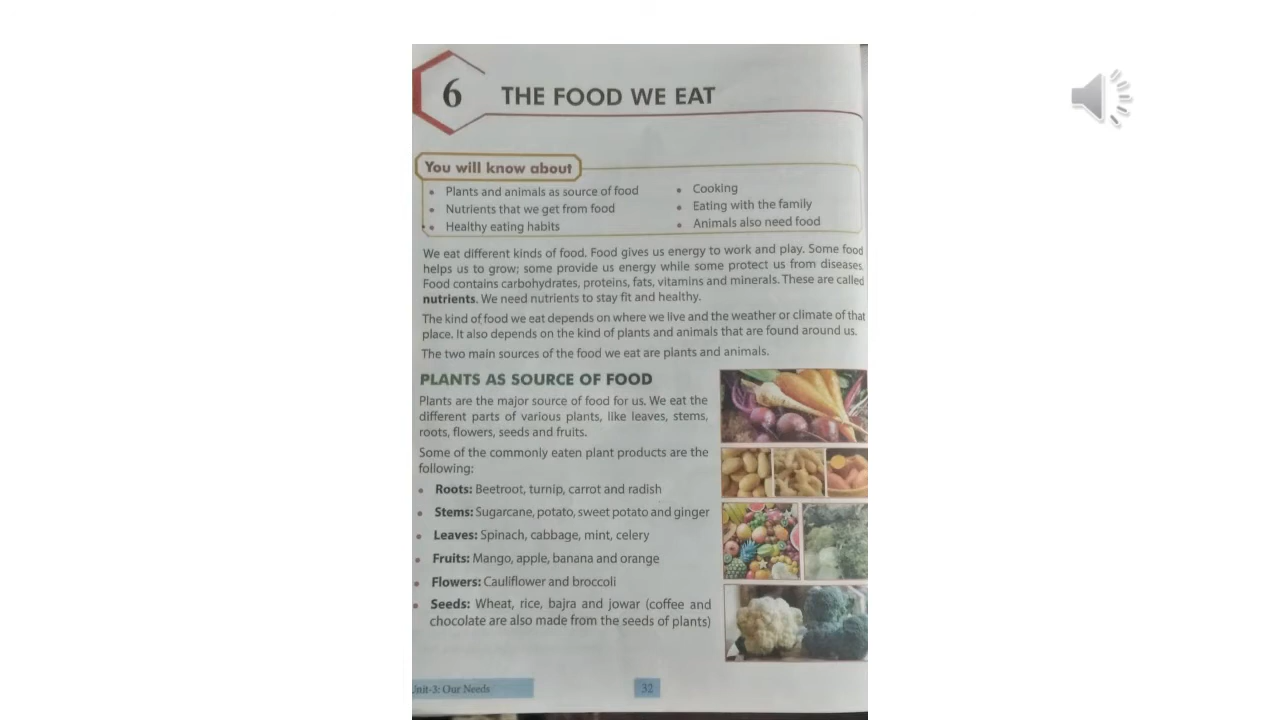 6
THE FOOD WE EAT
You will know about
• Plants and animals as source of food
• Nutrients that we get from food
• Healthy eating habits
• Cooking
• Eating with the family
• Animals also need food
We eat different kinds of food. Food gives us energy to work and play. Some food
helps us to grow; some provide us energy while some protect us from diseases.
Food contains carbohydrates, proteins, fats, vitamins and minerals. These are called
nutrients. We need nutrients to stay fit and healthy.
The kind of food we eat depends on where we live and the weather or climate of that
place. It also depends on the kind of plants and animals that are found around us.
The two main sources of the food we eat are plants and animals.
PLANTS AS SOURCE OF FOOD
Plants are the major source of food for us. We eat the
different parts of various plants, like leaves, stems,
roots, flowers, seeds and fruits.
Some of the commonly eaten plant products are the
following:
• Roots: Beetroot, turnip, carrot and radish
• Stems: Sugarcane, potato, sweet potato and ginger
• Leaves: Spinach, cabbage, mint, celery
• Fruits: Mango, apple, banana and orange
• Flowers: Cauliflower and broccoli
• Seeds: Wheat, rice, bajra and jowar (coffee and
chocolate are also made from the seeds of plants)
Unit-3: Our Needs
32